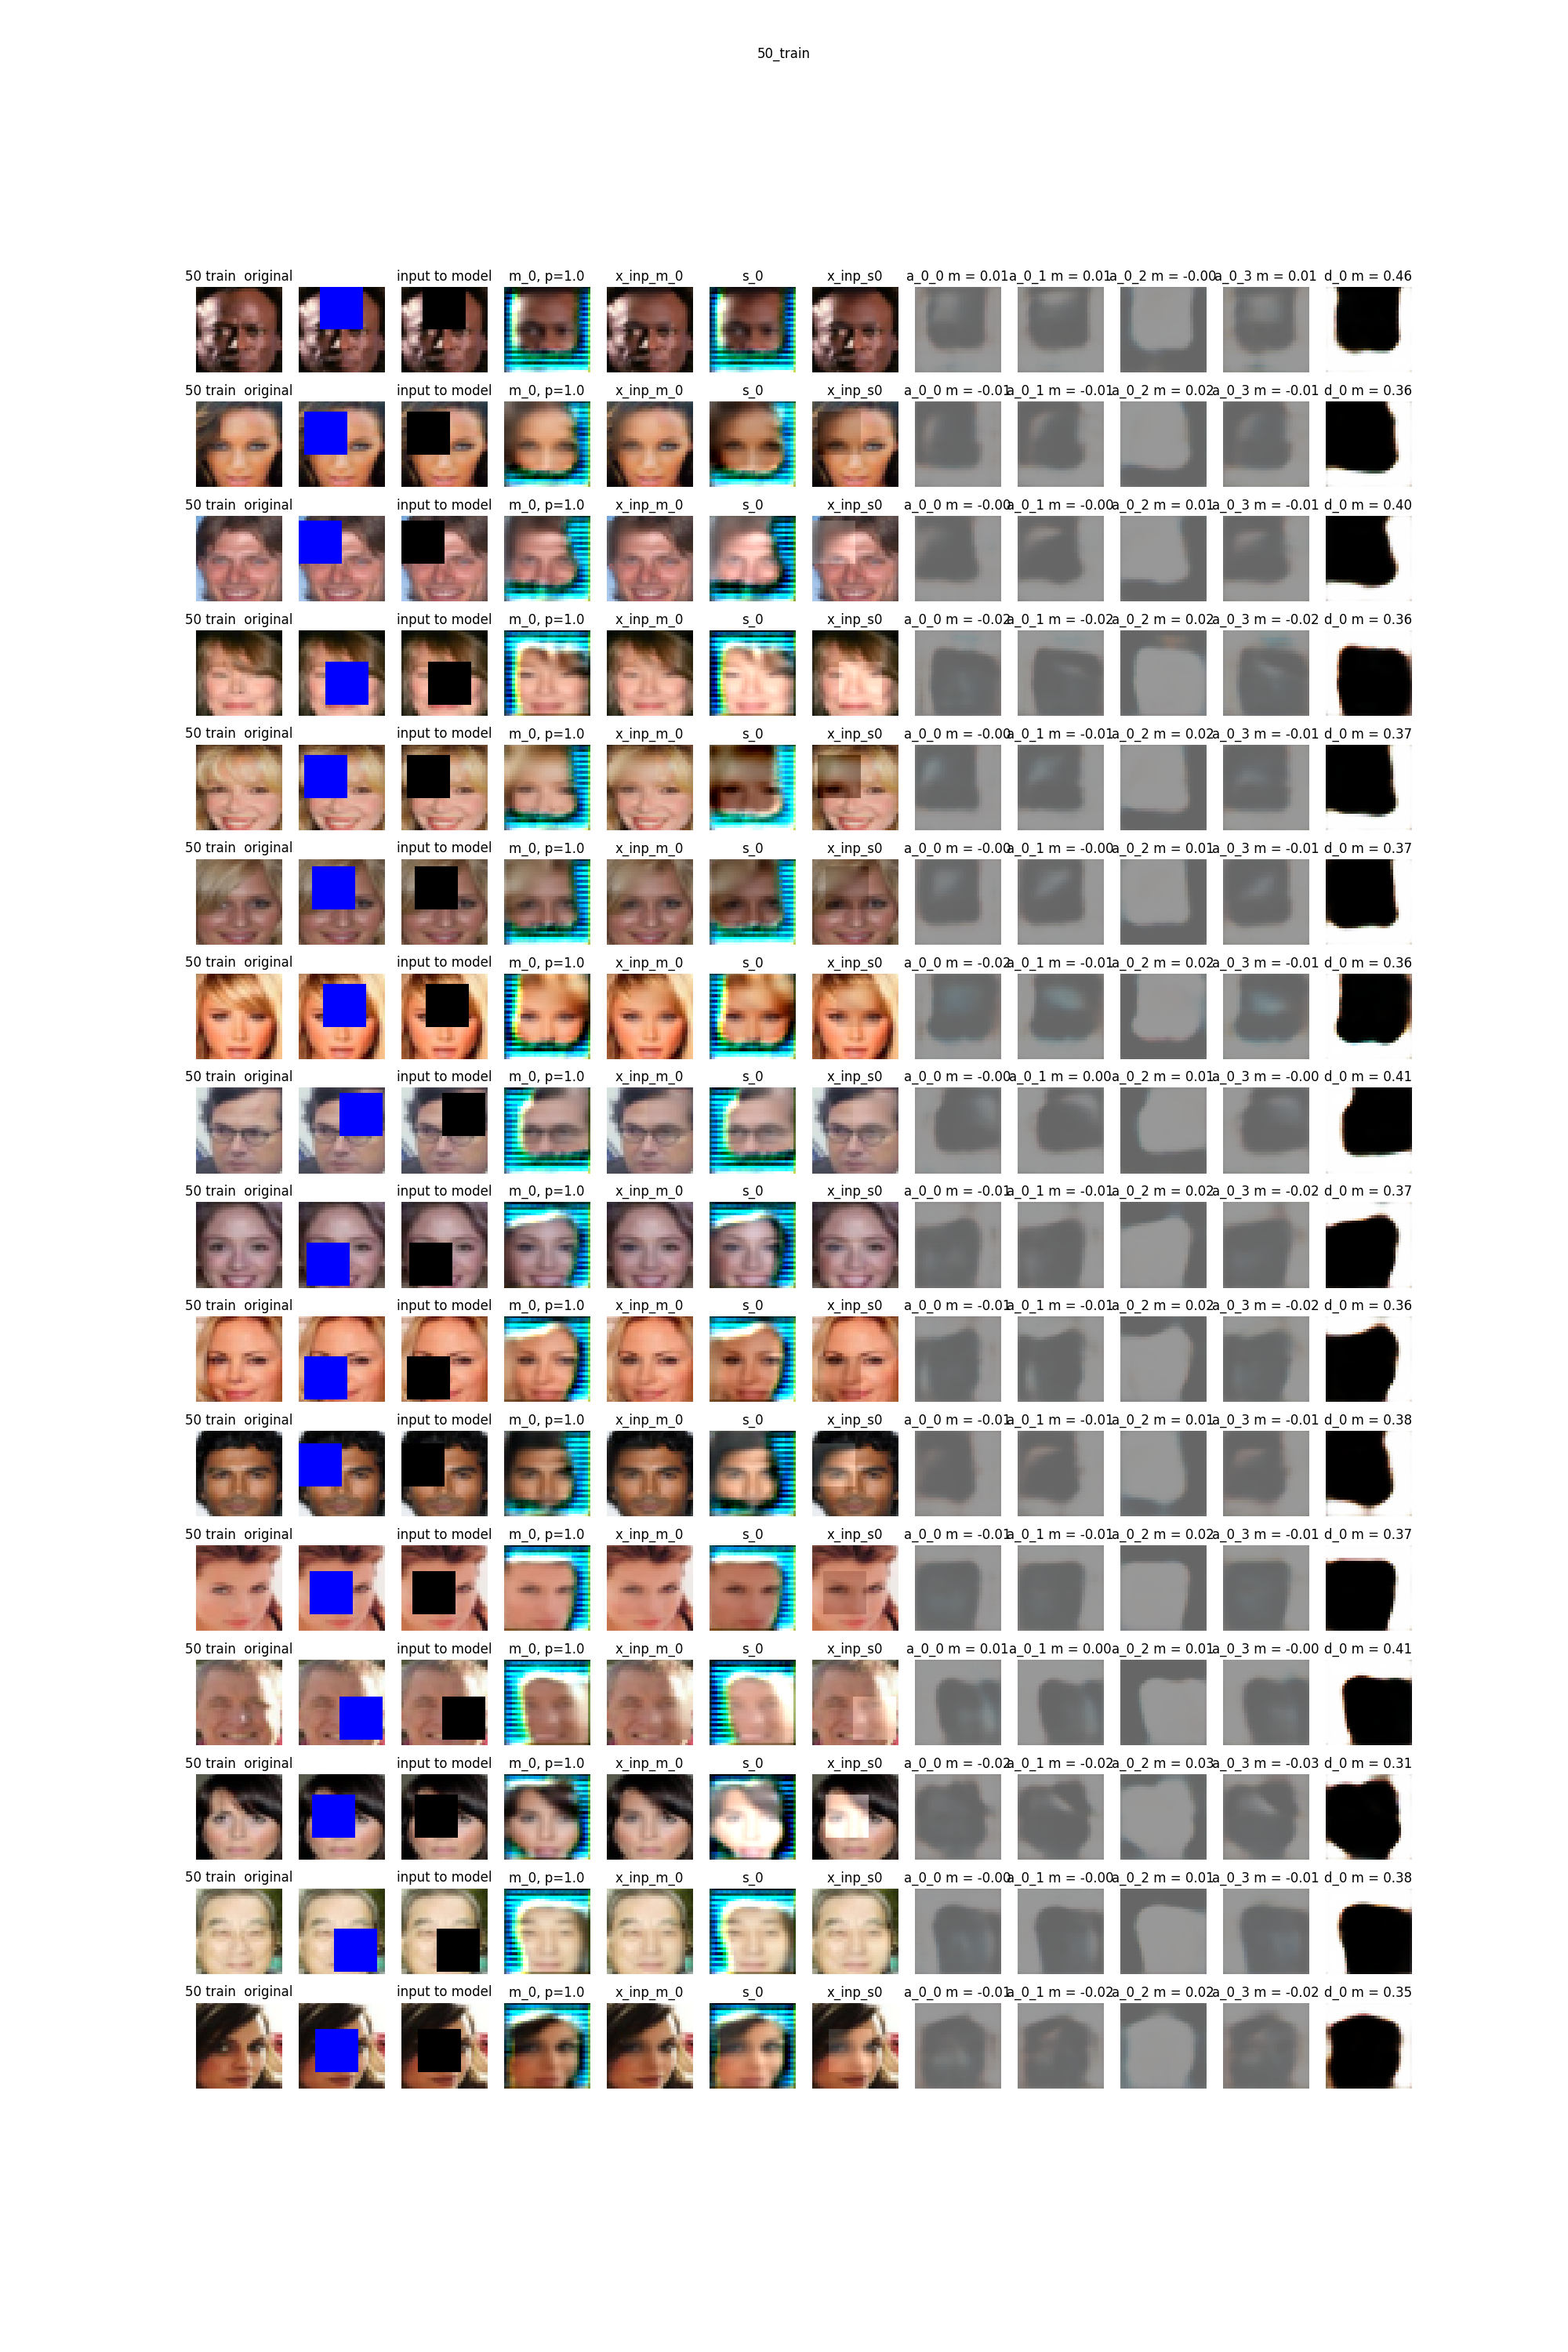 50_train
50 train original input to model m_0, p=1.0 x_inp_m_0 s_0 x_inp_s0 a_0_0 m = 0.01 a_0_1 m = 0.01 a_0_2 m = -0.00 a_0_3 m = 0.01 d_0 m = 0.46
50 train original input to model m_0, p=1.0 x_inp_m_0 s_0 x_inp_s0 a_0_0 m = -0.01 a_0_1 m = -0.01 a_0_2 m = 0.02 a_0_3 m = -0.01 d_0 m = 0.36
50 train original input to model m_0, p=1.0 x_inp_m_0 s_0 x_inp_s0 a_0_0 m = -0.00 a_0_1 m = -0.00 a_0_2 m = 0.01 a_0_3 m = -0.01 d_0 m = 0.40
50 train original input to model m_0, p=1.0 x_inp_m_0 s_0 x_inp_s0 a_0_0 m = -0.02 a_0_1 m = -0.02 a_0_2 m = 0.02 a_0_3 m = -0.02 d_0 m = 0.36
50 train original input to model m_0, p=1.0 x_inp_m_0 s_0 x_inp_s0 a_0_0 m = -0.00 a_0_1 m = -0.01 a_0_2 m = 0.02 a_0_3 m = -0.01 d_0 m = 0.37
50 train original input to model m_0, p=1.0 x_inp_m_0 s_0 x_inp_s0 a_0_0 m = -0.00 a_0_1 m = -0.00 a_0_2 m = 0.01 a_0_3 m = -0.01 d_0 m = 0.37
50 train original input to model m_0, p=1.0 x_inp_m_0 s_0 x_inp_s0 a_0_0 m = -0.02 a_0_1 m = -0.01 a_0_2 m = 0.02 a_0_3 m = -0.01 d_0 m = 0.36
50 train original input to model m_0, p=1.0 x_inp_m_0 s_0 x_inp_s0 a_0_0 m = -0.00 a_0_1 m = 0.00 a_0_2 m = 0.01 a_0_3 m = -0.00 d_0 m = 0.41
50 train original input to model m_0, p=1.0 x_inp_m_0 s_0 x_inp_s0 a_0_0 m = -0.01 a_0_1 m = -0.01 a_0_2 m = 0.02 a_0_3 m = -0.02 d_0 m = 0.37
50 train original input to model m_0, p=1.0 x_inp_m_0 s_0 x_inp_s0 a_0_0 m = -0.01 a_0_1 m = -0.01 a_0_2 m = 0.02 a_0_3 m = -0.02 d_0 m = 0.36
50 train original input to model m_0, p=1.0 x_inp_m_0 s_0 x_inp_s0 a_0_0 m = -0.01 a_0_1 m = -0.01 a_0_2 m = 0.01 a_0_3 m = -0.01 d_0 m = 0.38
50 train original input to model m_0, p=1.0 x_inp_m_0 s_0 x_inp_s0 a_0_0 m = -0.01 a_0_1 m = -0.01 a_0_2 m = 0.02 a_0_3 m = -0.01 d_0 m = 0.37
50 train original input to model m_0, p=1.0 x_inp_m_0 s_0 x_inp_s0 a_0_0 m = 0.01 a_0_1 m = 0.00 a_0_2 m = 0.01 a_0_3 m = -0.00 d_0 m = 0.41
50 train original input to model m_0, p=1.0 x_inp_m_0 s_0 x_inp_s0 a_0_0 m = -0.02 a_0_1 m = -0.02 a_0_2 m = 0.03 a_0_3 m = -0.03 d_0 m = 0.31
50 train original input to model m_0, p=1.0 x_inp_m_0 s_0 x_inp_s0 a_0_0 m = -0.00 a_0_1 m = -0.00 a_0_2 m = 0.01 a_0_3 m = -0.01 d_0 m = 0.38
50 train original input to model m_0, p=1.0 x_inp_m_0 s_0 x_inp_s0 a_0_0 m = -0.01 a_0_1 m = -0.02 a_0_2 m = 0.02 a_0_3 m = -0.02 d_0 m = 0.35